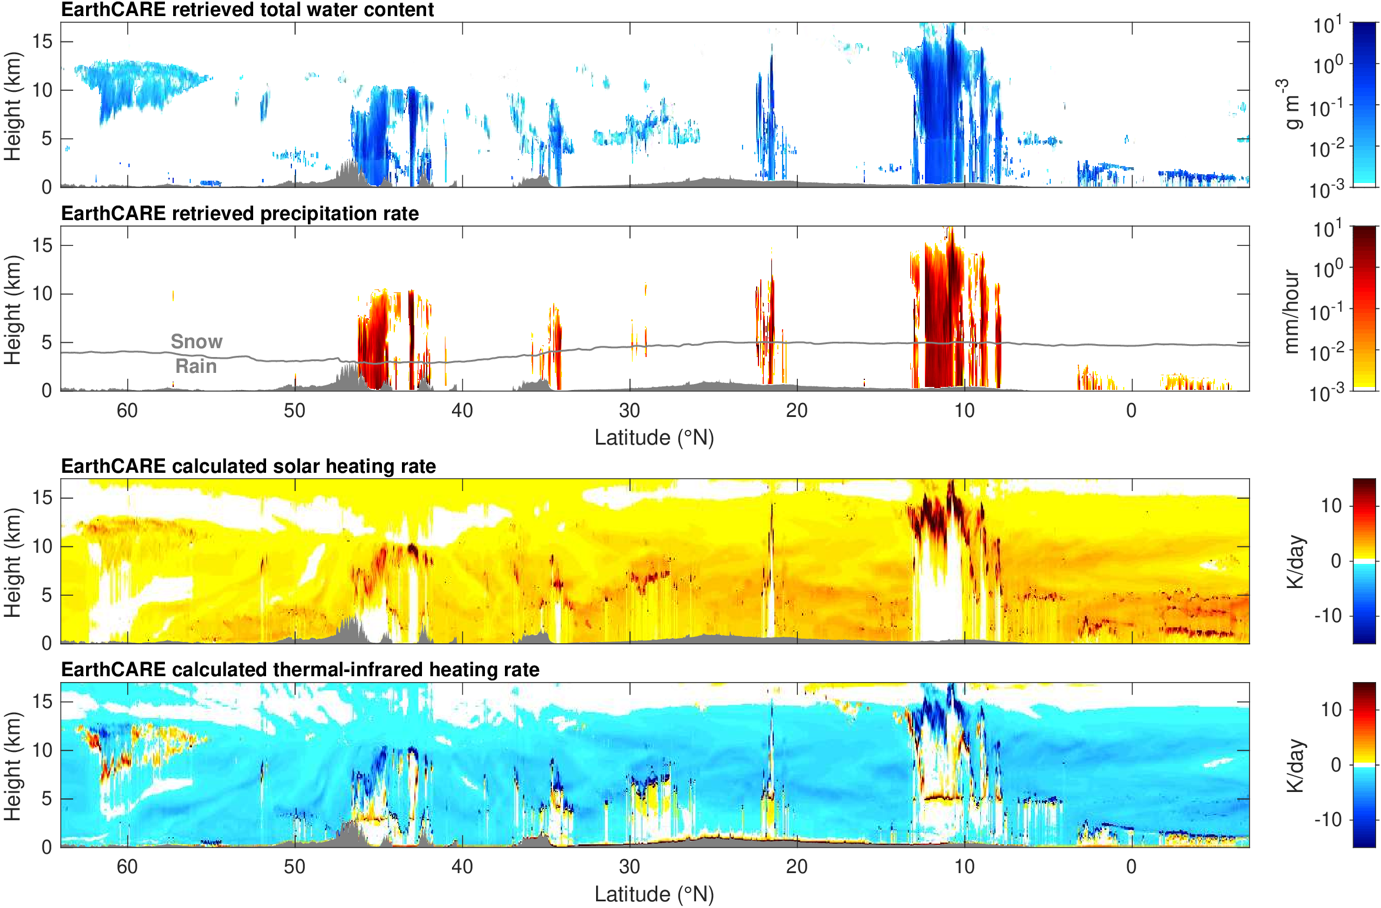 EarthCARE retrieved total water content
Height (km)
15
10
5
0
10^1
10^0
10^-1
10^-2
10^-3
g m^-3
EarthCARE retrieved precipitation rate
Height (km)
15
10
5
0
Snow
Rain
60 50 40 30 20 10 0
Latitude (°N)
10^1
10^0
10^-1
10^-2
10^-3
mm/hour
EarthCARE calculated solar heating rate
Height (km)
15
10
5
0
10
0
-10
K/day
EarthCARE calculated thermal-infrared heating rate
Height (km)
15
10
5
0
60 50 40 30 20 10 0
Latitude (°N)
10
0
-10
K/day